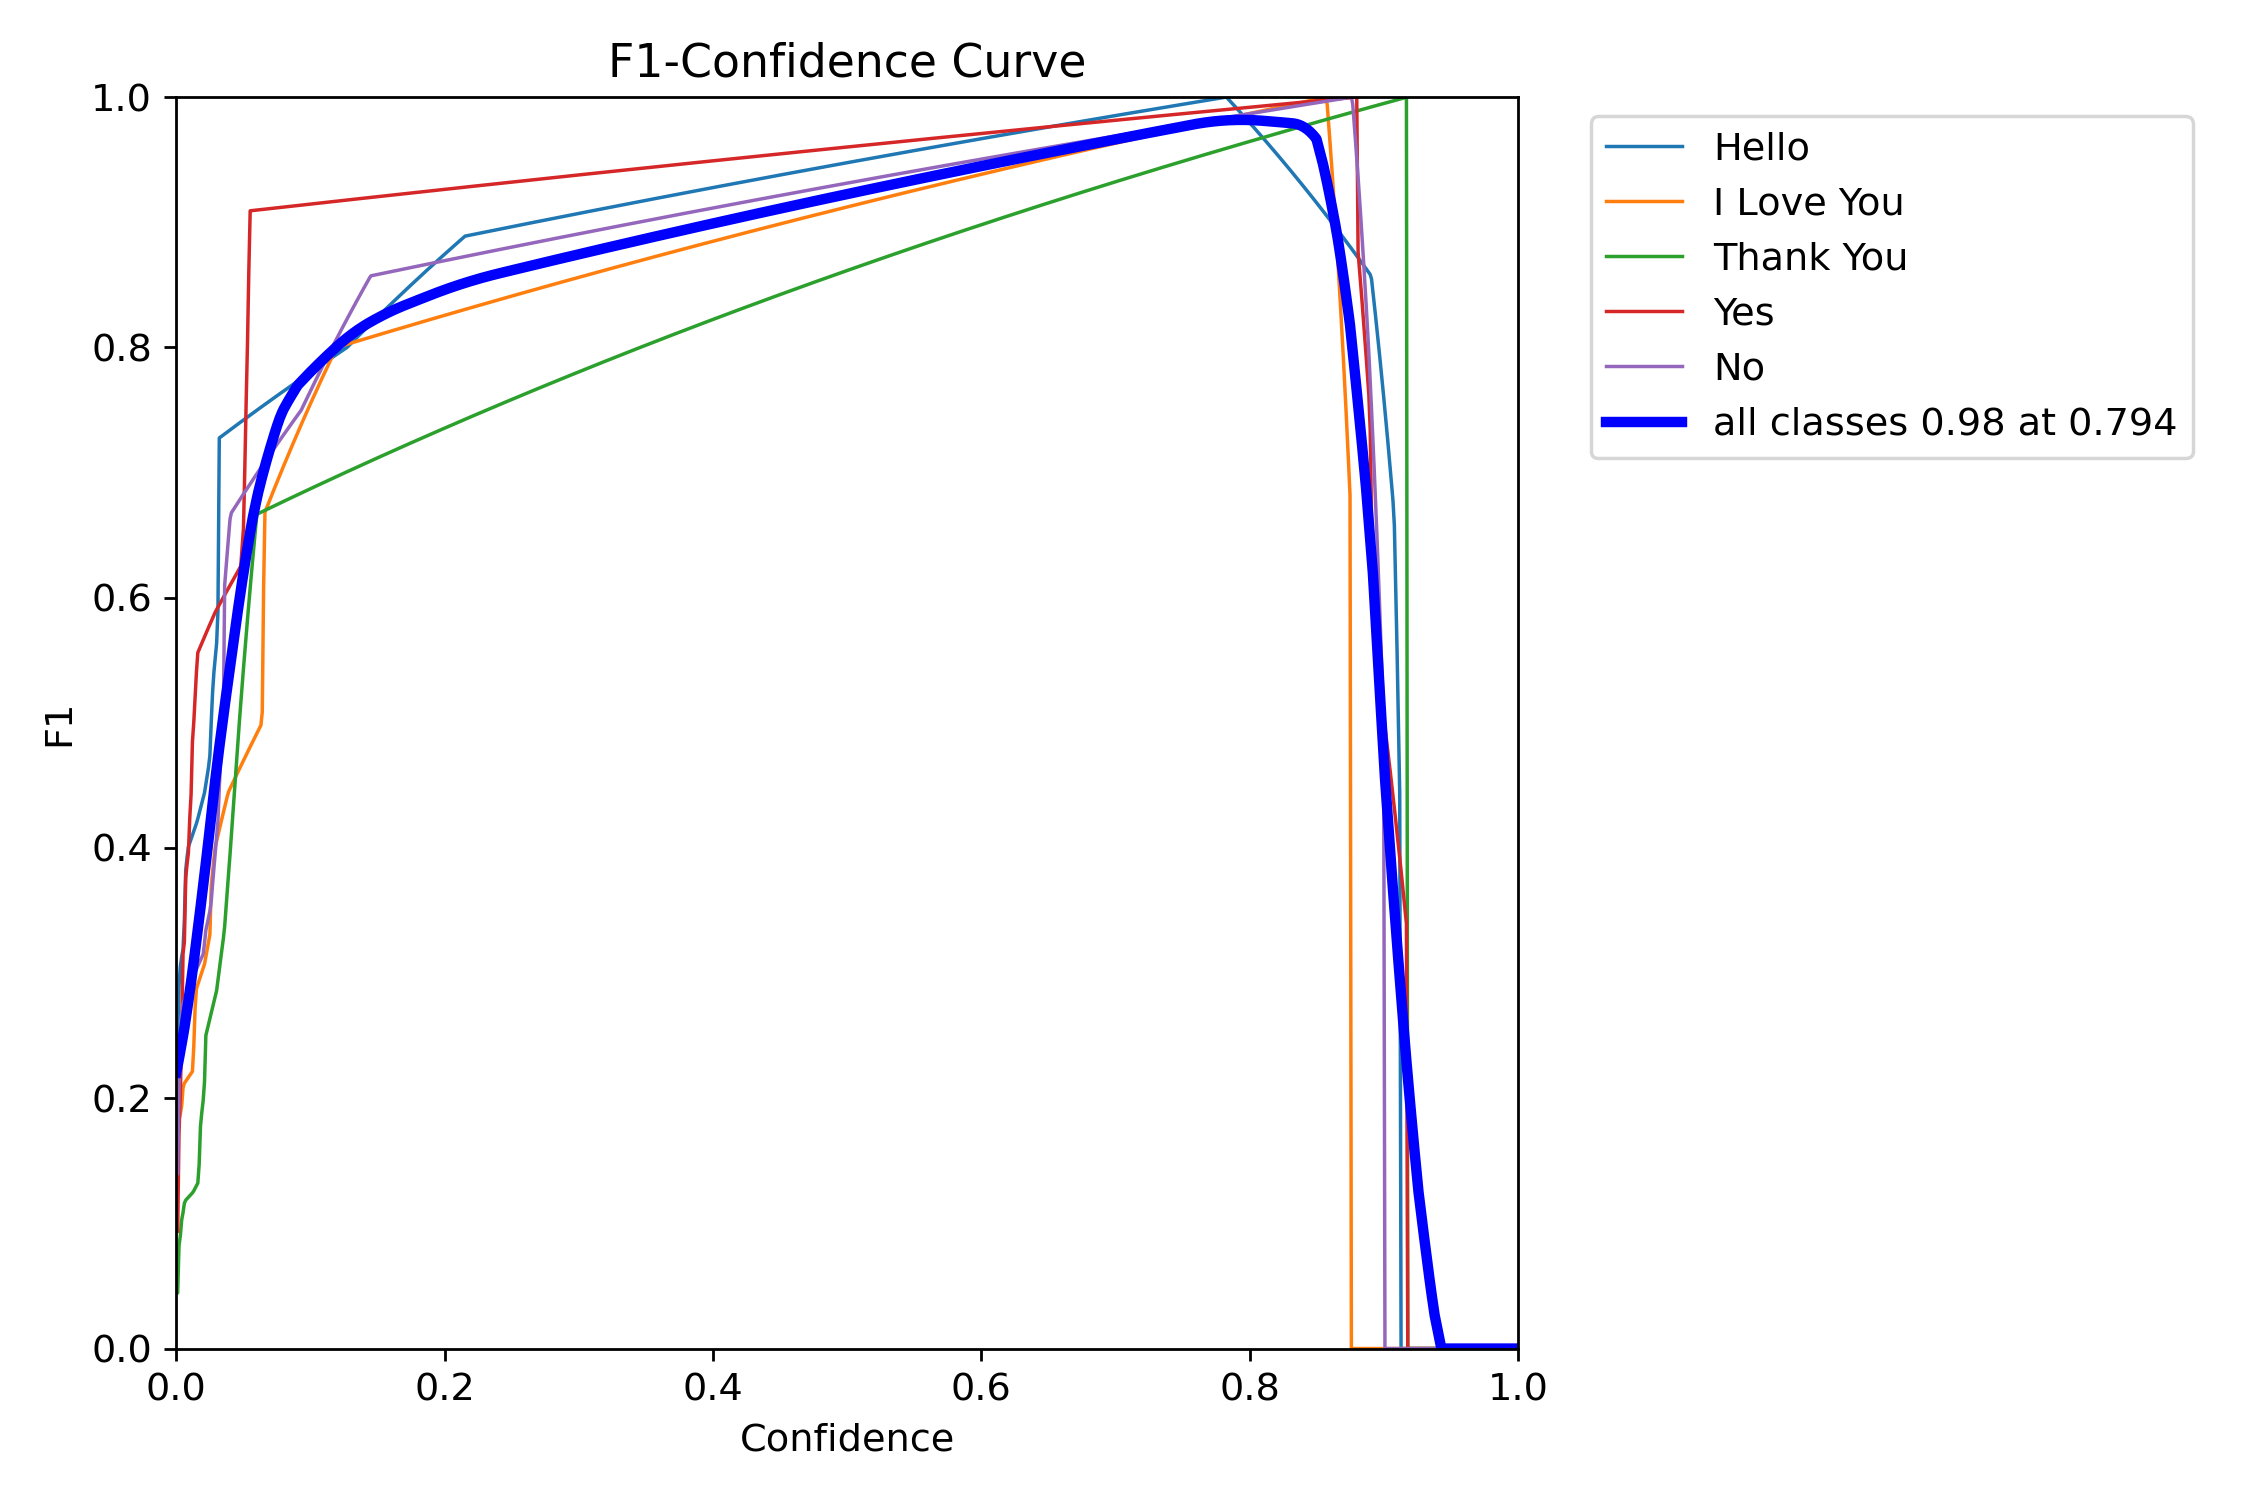 F1-Confidence Curve
1.0
0.8
0.6
0.4
0.2
0.0
F1
0.0 0.2 0.4 0.6 0.8 1.0
Confidence
Hello
I Love You
Thank You
Yes
No
all classes 0.98 at 0.794